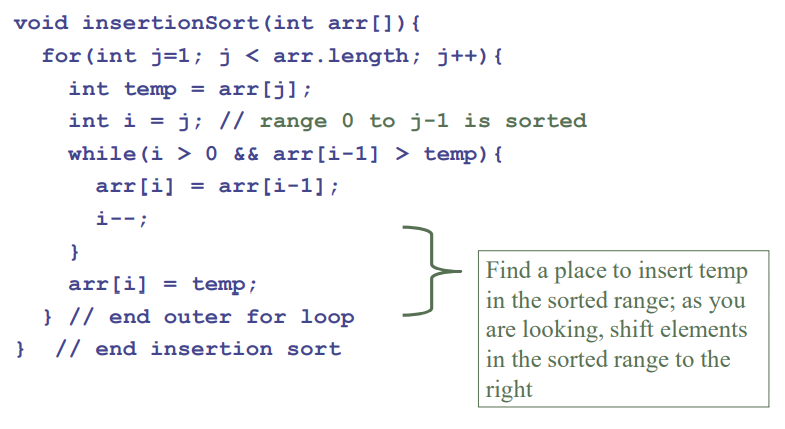 void insertionSort(int arr[]){
for(int j=1; j < arr.length; j++){
int temp = arr[j];
int i = j; // range 0 to j-1 is sorted
while(i > 0 && arr[i-1] > temp){
arr[i] = arr[i-1];
i--;
}
arr[i] = temp;
} // end outer for loop
} // end insertion sort
Find a place to insert temp
in the sorted range; as you
are looking, shift elements
in the sorted range to the
right